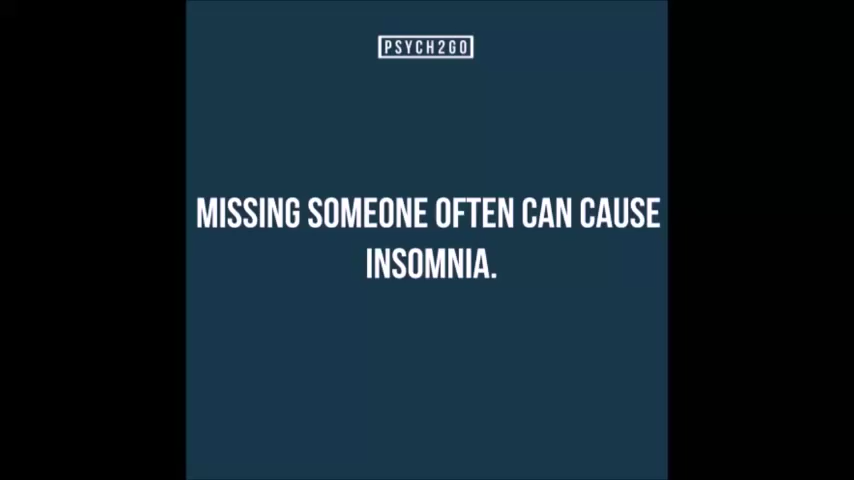 PSYCH2GO
MISSING SOMEONE OFTEN CAN CAUSE
INSOMNIA.